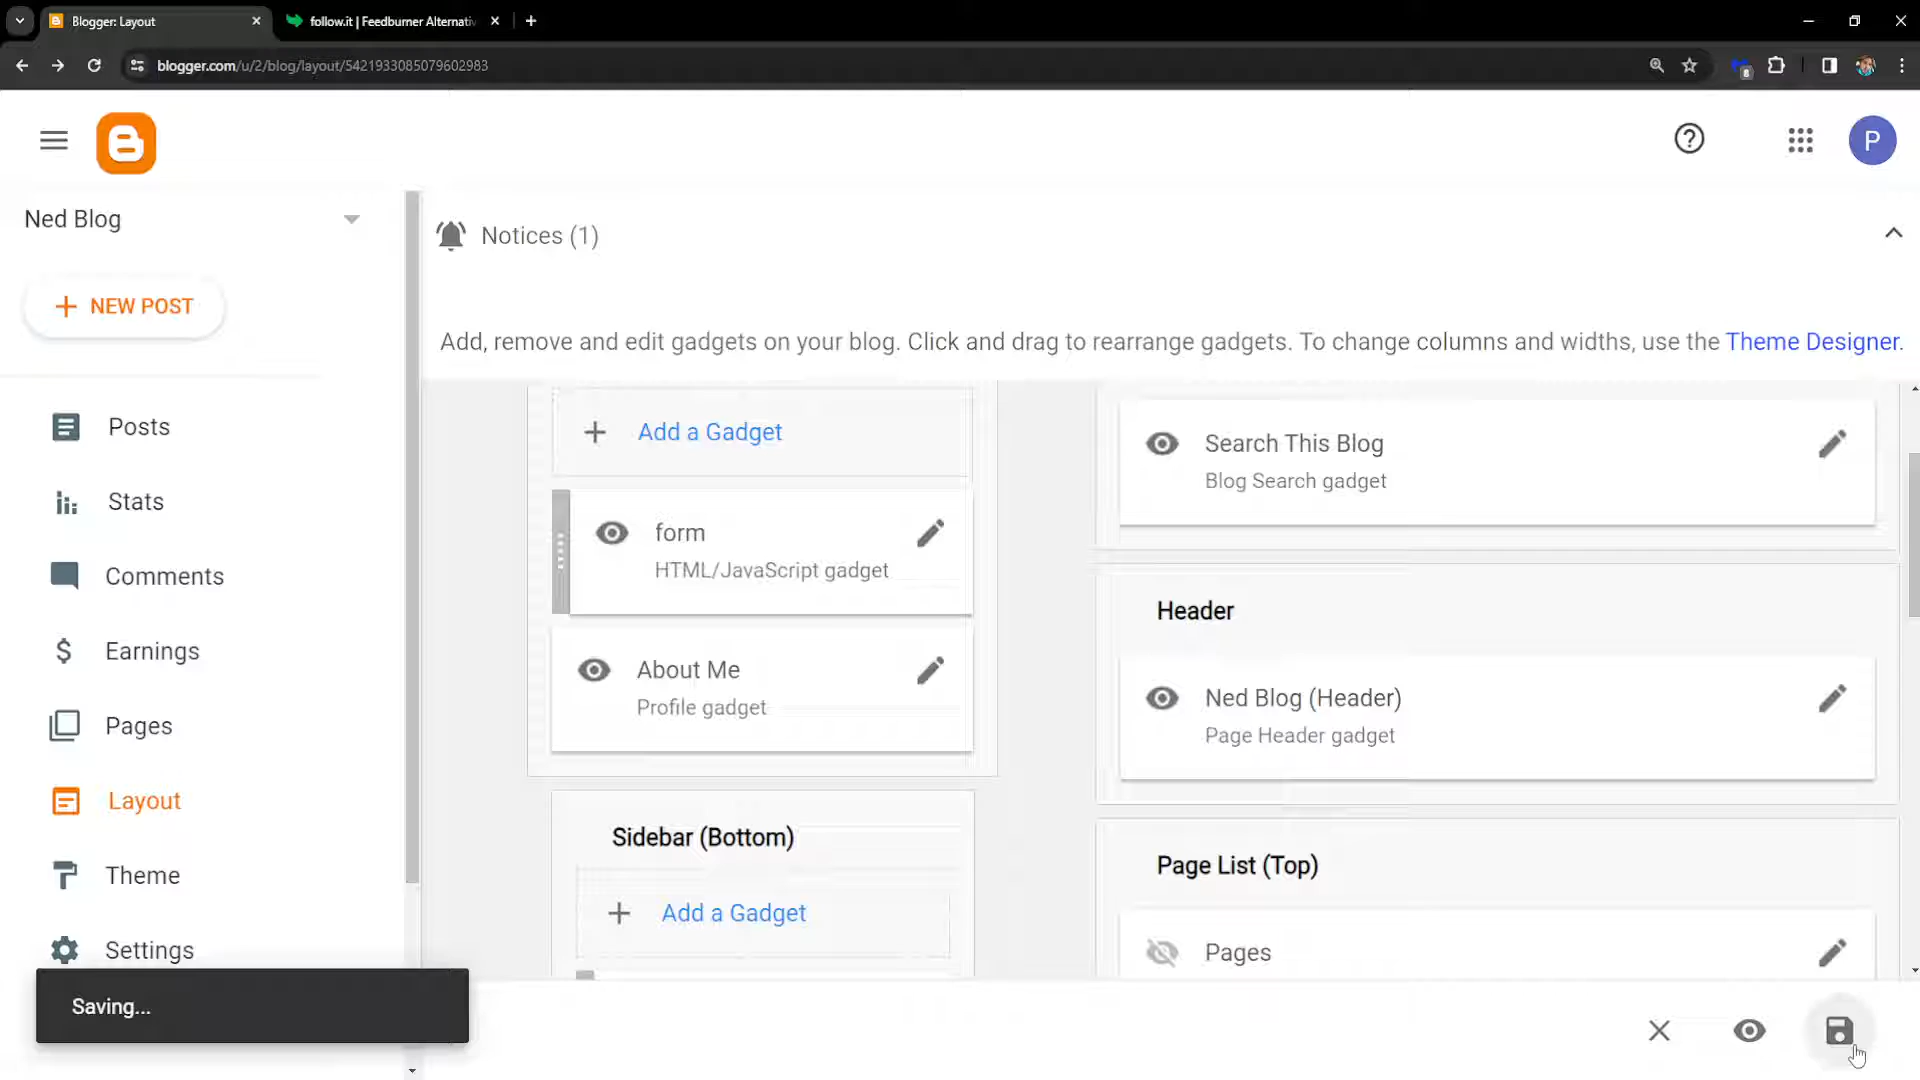 Blogger: Layout
follow.it | Feedburner Alternativ
blogger.com/u/2/blog/layout/5421933085079602983
8
P
Ned Blog
NEW POST
Posts
Stats
Comments
Earnings
Pages
Layout
Theme
Settings
Saving...
Notices (1)
Add, remove and edit gadgets on your blog. Click and drag to rearrange gadgets. To change columns and widths, use the Theme Designer.
Add a Gadget
form
HTML/JavaScript gadget
About Me
Profile gadget
Sidebar (Bottom)
Add a Gadget
Search This Blog
Blog Search gadget
Header
Ned Blog (Header)
Page Header gadget
Page List (Top)
Pages